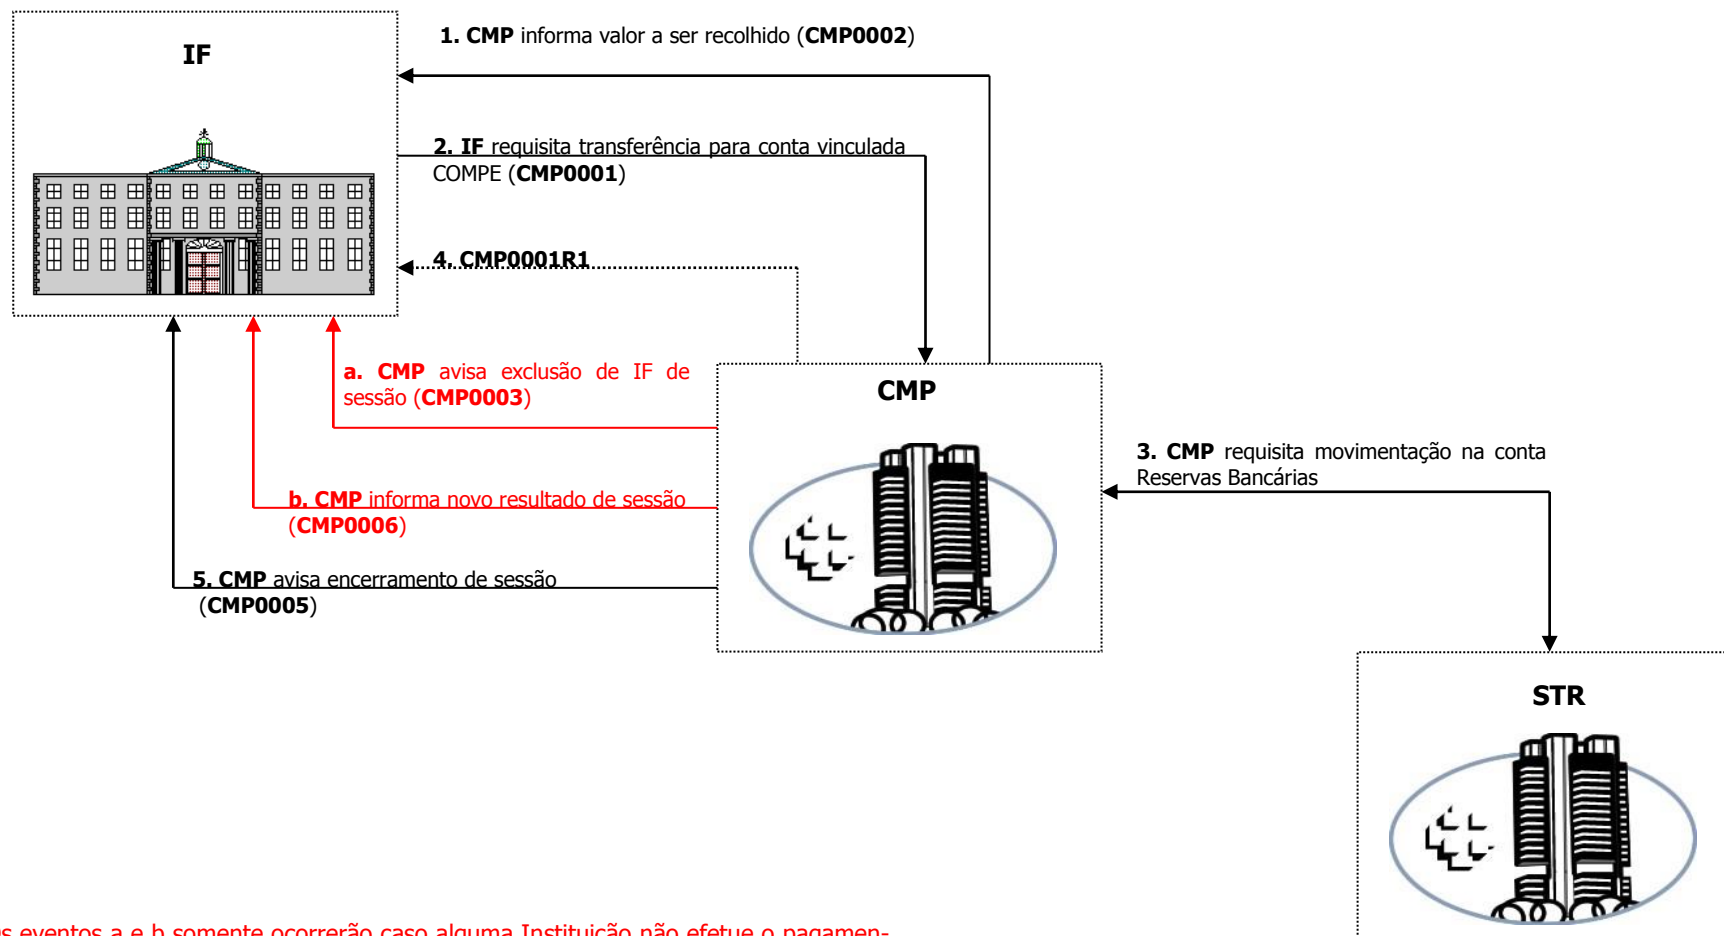 IF
1. CMP informa valor a ser recolhido (CMP0002)
2. IF requisita transferência para conta vinculada
COMPE (CMP0001)
4. CMP0001R1
a. CMP avisa exclusão de IF de
sessão (CMP0003)
CMP
3. CMP requisita movimentação na conta
Reservas Bancárias
b. CMP informa novo resultado de sessão
(CMP0006)
5. CMP avisa encerramento de sessão
(CMP0005)
STR
eventos a e b somente ocorrerão caso alguma Instituição não efetue o pagamen-